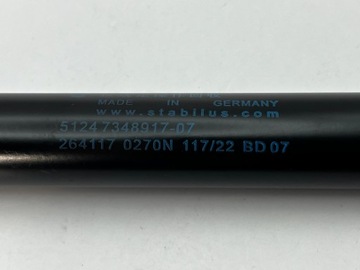 MADE IN GERMANY
www.stabilus.com
51247348917-07
264117 0270N 117/22 BD07